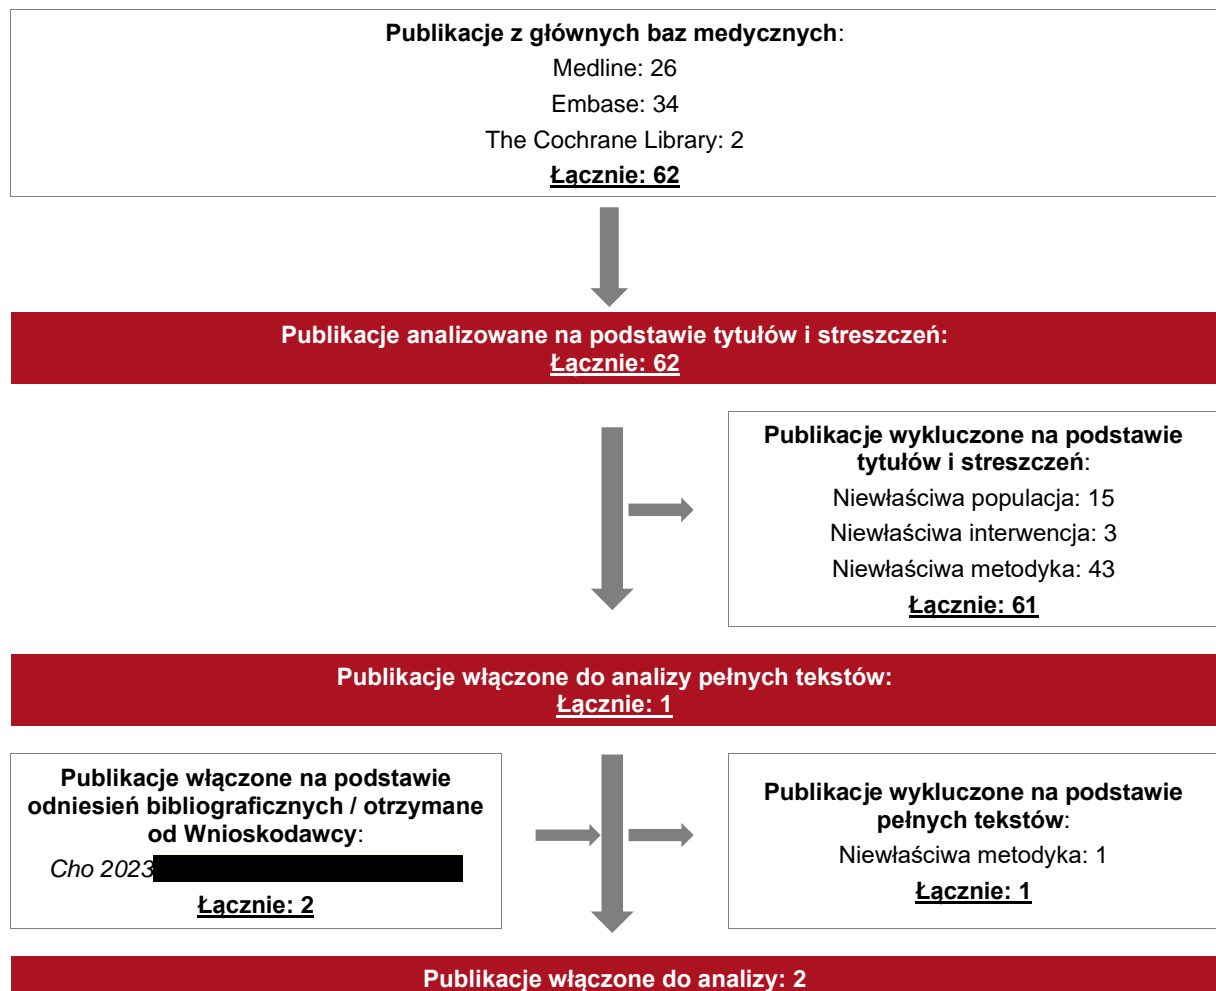 Publikacje z głównych baz medycznych:
Medline: 26
Embase: 34
The Cochrane Library: 2
Łącznie: 62
Publikacje analizowane na podstawie tytułów i streszczeń:
Łącznie: 62
Publikacje wykluczone na podstawie
tytułów i streszczeń:
Niewłaściwa populacja: 15
Niewłaściwa interwencja: 3
Niewłaściwa metodyka: 43
Łącznie: 61
Publikacje włączone do analizy pełnych tekstów:
Łącznie: 1
Publikacje włączone na podstawie
odniesień bibliograficznych / otrzymane
od Wnioskodawcy:
Cho 2023
Łącznie: 2
Publikacje wykluczone na podstawie
pełnych tekstów:
Niewłaściwa metodyka: 1
Łącznie: 1
Publikacje włączone do analizy: 2